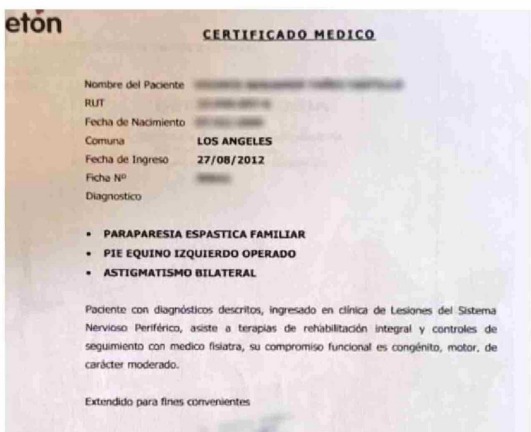 etón
CERTIFICADO MEDICO
Nombre del Paciente
RUT
Fecha de Nacimiento
Comuna LOS ANGELES
Fecha de Ingreso 27/08/2012
Ficha Nº
Diagnostico
• PARAPARESIA ESPASTICA FAMILIAR
• PIE EQUINO IZQUIERDO OPERADO
• ASTIGMATISMO BILATERAL
Paciente con diagnósticos descritos, ingresado en clínica de Lesiones del Sistema
Nervioso Periférico, asiste a terapias de rehabilitación integral y controles de
seguimiento con medico fisiatra, su compromiso funcional es congénito, motor, de
carácter moderado.
Extendido para fines convenientes